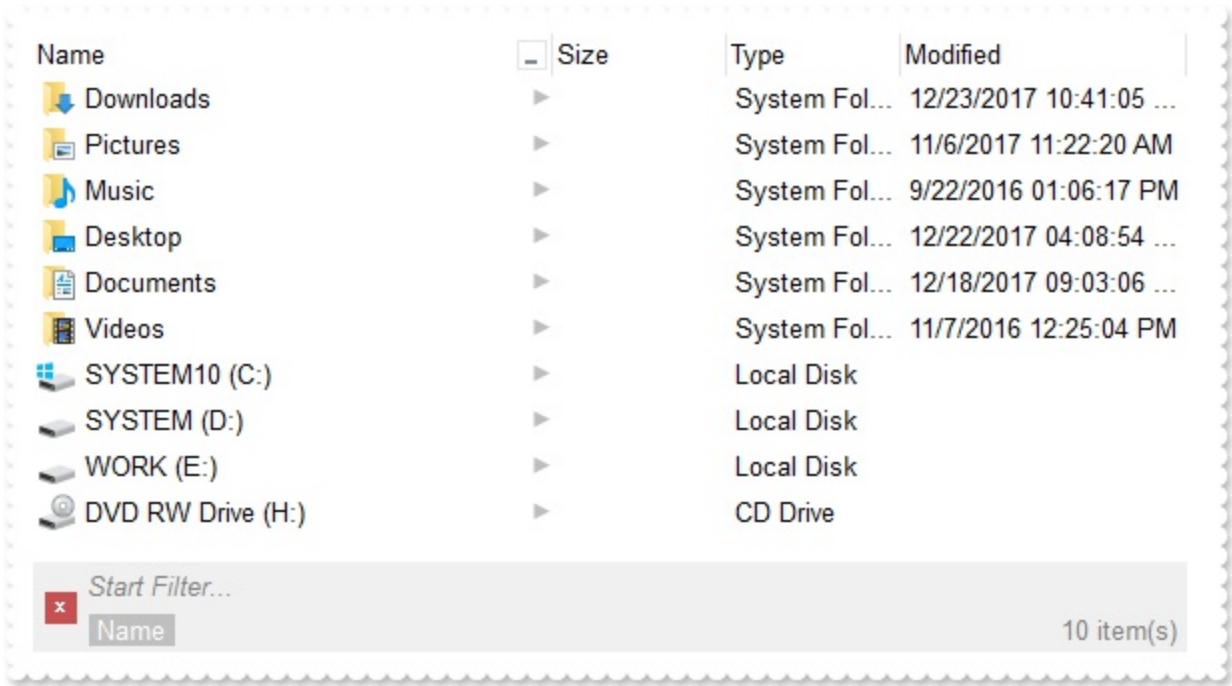 Name Size Type Modified
Downloads System Fol... 12/23/2017 10:41:05 ...
Pictures System Fol... 11/6/2017 11:22:20 AM
Music System Fol... 9/22/2016 01:06:17 PM
Desktop System Fol... 12/22/2017 04:08:54 ...
Documents System Fol... 12/18/2017 09:03:06 ...
Videos System Fol... 11/7/2016 12:25:04 PM
SYSTEM10 (C:) Local Disk
SYSTEM (D:) Local Disk
WORK (E:) Local Disk
DVD RW Drive (H:) CD Drive
Start Filter...
x
Name 10 item(s)